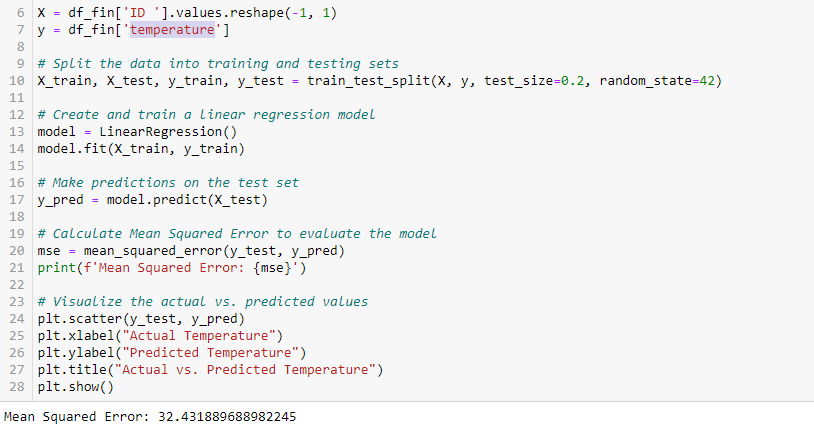 6 X = df_fin['ID '].values.reshape(-1, 1)
7 y = df_fin['temperature']
8
9 # Split the data into training and testing sets
10 X_train, X_test, y_train, y_test = train_test_split(X, y, test_size=0.2, random_state=42)
11
12 # Create and train a linear regression model
13 model = LinearRegression()
14 model.fit(X_train, y_train)
15
16 # Make predictions on the test set
17 y_pred = model.predict(X_test)
18
19 # Calculate Mean Squared Error to evaluate the model
20 mse = mean_squared_error(y_test, y_pred)
21 print(f'Mean Squared Error: {mse}')
22
23 # Visualize the actual vs. predicted values
24 plt.scatter(y_test, y_pred)
25 plt.xlabel("Actual Temperature")
26 plt.ylabel("Predicted Temperature")
27 plt.title("Actual vs. Predicted Temperature")
28 plt.show()
Mean Squared Error: 32.431889688982245